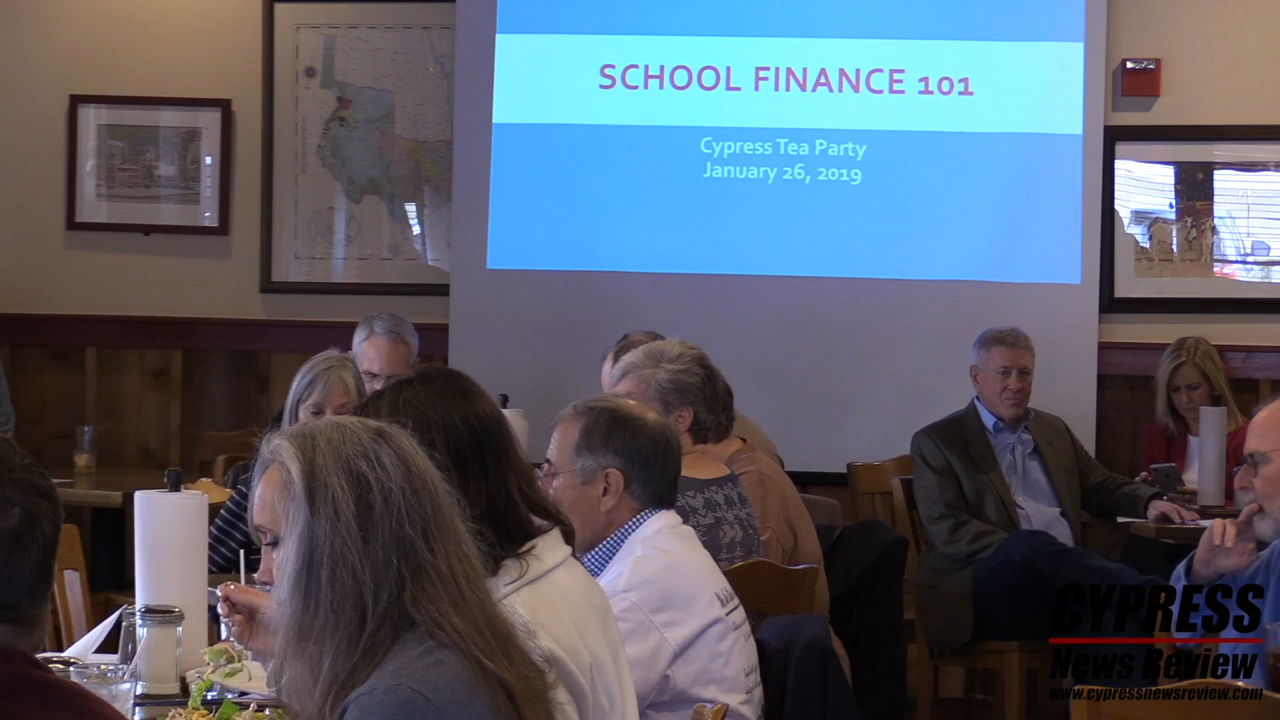 SCHOOL FINANCE 101
Cypress Tea Party
January 26, 2019
CYPRESS
News Review
www.cypressnewsreview.com